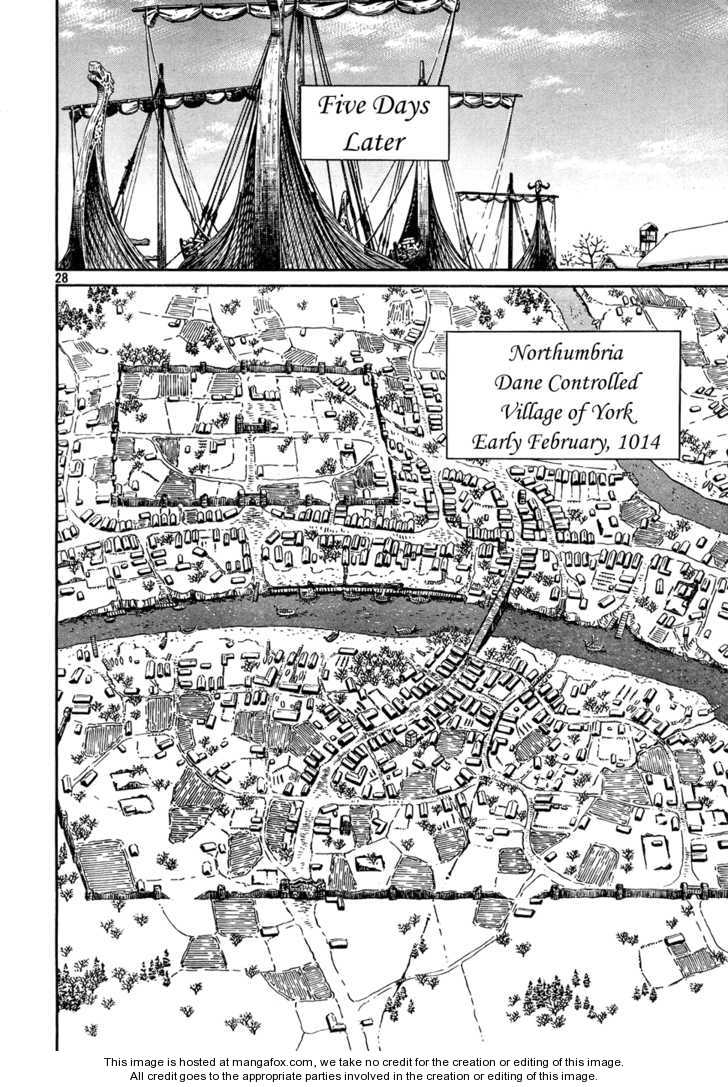 Five Days
Later
28
Northumbria
Dane Controlled
Village of York
Early February, 1014
This image is hosted at mangafox.com, we take no credit for the creation or editing of this image.
All credit goes to the appropriate parties involved in the creation or editing of this image.